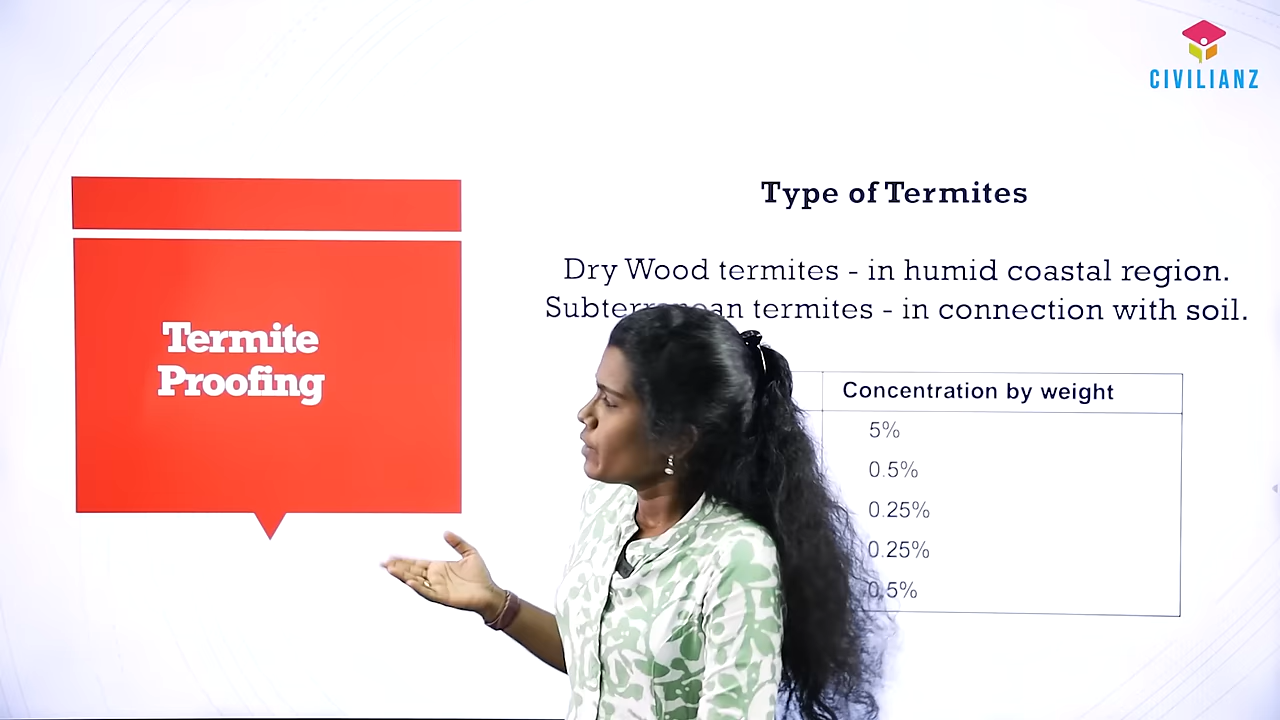 CIVILIANZ
Type of Termites
Dry Wood termites - in humid coastal region.
Subterranean termites - in connection with soil.
Termite
Proofing
Concentration by weight
5%
0.5%
0.25%
0.25%
0.5%